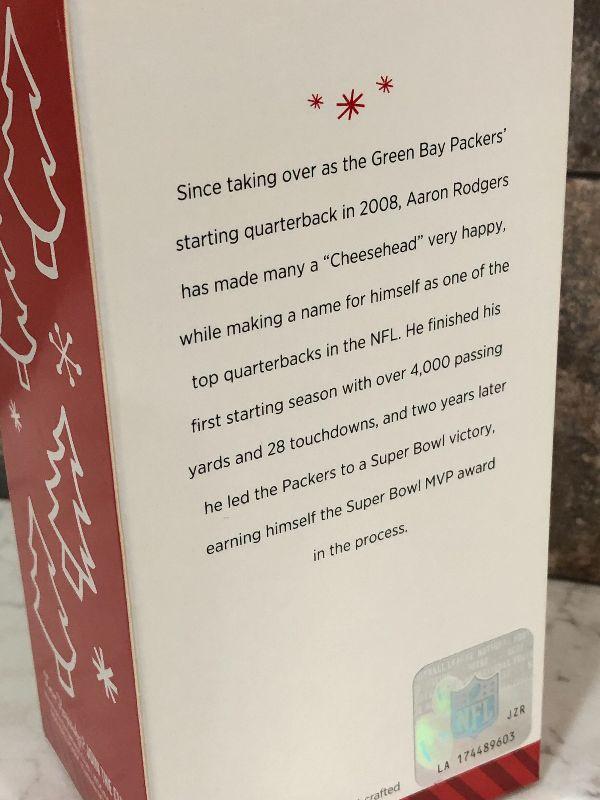 Since taking over as the Green Bay Packers'
starting quarterback in 2008, Aaron Rodgers
has made many a “Cheesehead” very happy,
while making a name for himself as one of the
top quarterbacks in the NFL. He finished his
first starting season with over 4,000 passing
yards and 28 touchdowns, and two years later
he led the Packers to a Super Bowl victory,
earning himself the Super Bowl MVP award
in the process.
NFL
JZR
LA 174489603
crafted
JOIN THE